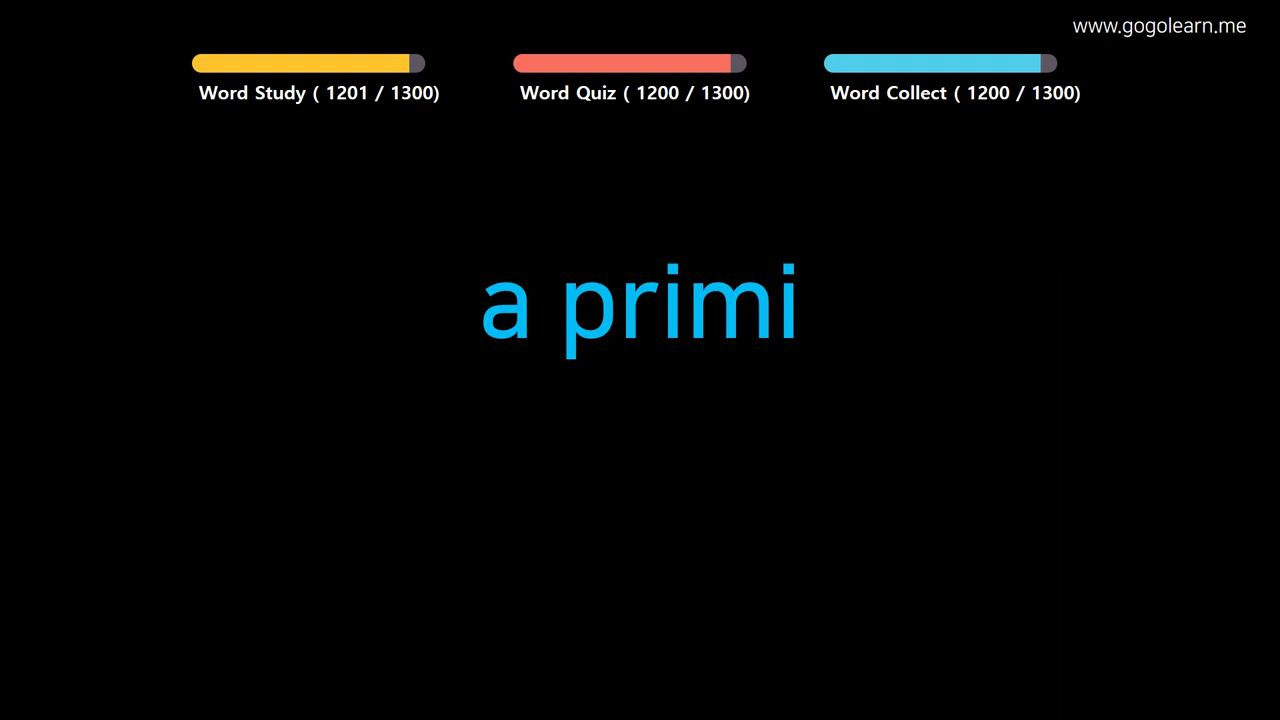 www.gogolearn.me
Word Study ( 1201 / 1300)
Word Quiz ( 1200 / 1300)
Word Collect ( 1200 / 1300)
a primi